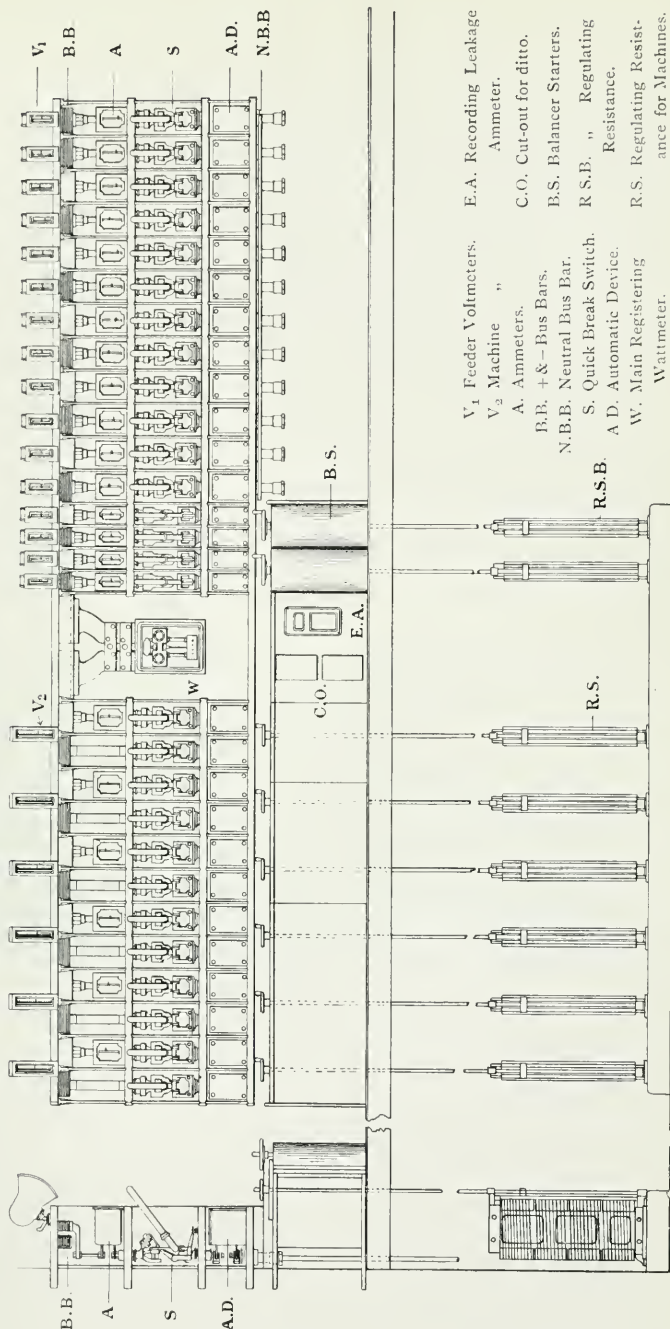 V₁
B.B.
A
S
A.D.
N.B.B
V₂
W
B.S.
E.A.
C.O.
R.S.B.
R.S.
B.B.
A
S
A.D.
V₁ Feeder Voltmeters.
V₂ Machine „
A. Ammeters.
B.B. +&− Bus Bars.
N.B.B. Neutral Bus Bar.
S. Quick Break Switch.
A D. Automatic Device.
W. Main Registering
Wattmeter.
E.A. Recording Leakage
Ammeter.
C.O. Cut-out for ditto.
B.S. Balancer Starters.
R S.B. „ Regulating
Resistance.
R.S. Regulating Resist-
ance for Machines.